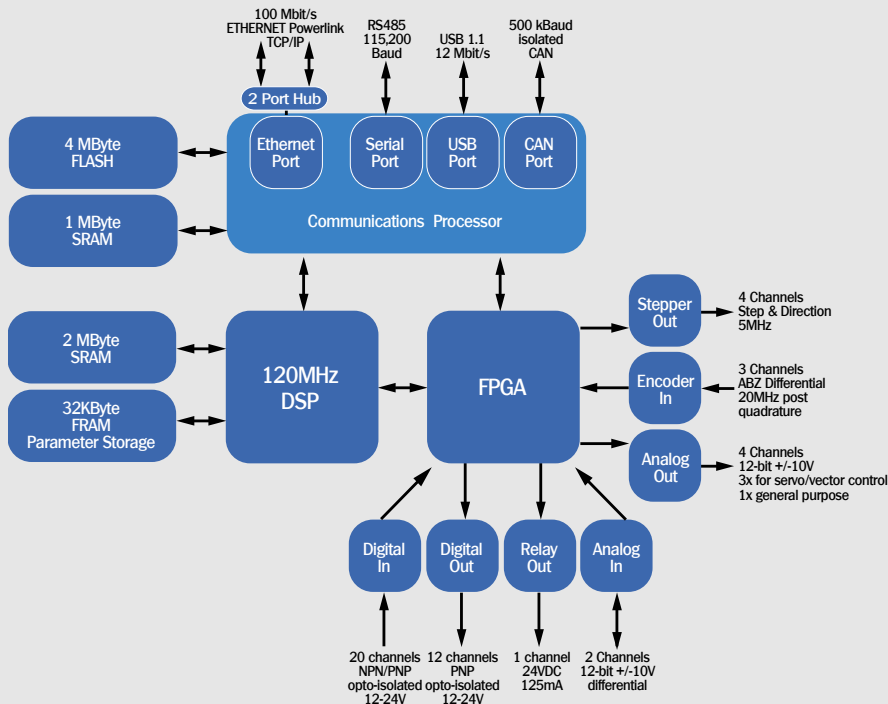 100 Mbit/s
ETHERNET Powerlink
TCP/IP
RS485
115,200
Baud
USB 1.1
12 Mbit/s
500 kBaud
isolated
CAN
2 Port Hub
Ethernet
Port
Serial
Port
USB
Port
CAN
Port
Communications Processor
4 MByte
FLASH
1 MByte
SRAM
2 MByte
SRAM
32KByte
FRAM
Parameter Storage
120MHz
DSP
FPGA
Stepper
Out
4 Channels
Step & Direction
5MHz
Encoder
In
3 Channels
ABZ Differential
20MHz post
quadrature
Analog
Out
4 Channels
12-bit +/-10V
3x for servo/vector control
1x general purpose
Digital
In
Digital
Out
Relay
Out
Analog
In
20 channels
NPN/PNP
opto-isolated
12-24V
12 channels
PNP
opto-isolated
12-24V
1 channel
24VDC
125mA
2 Channels
12-bit +/-10V
differential